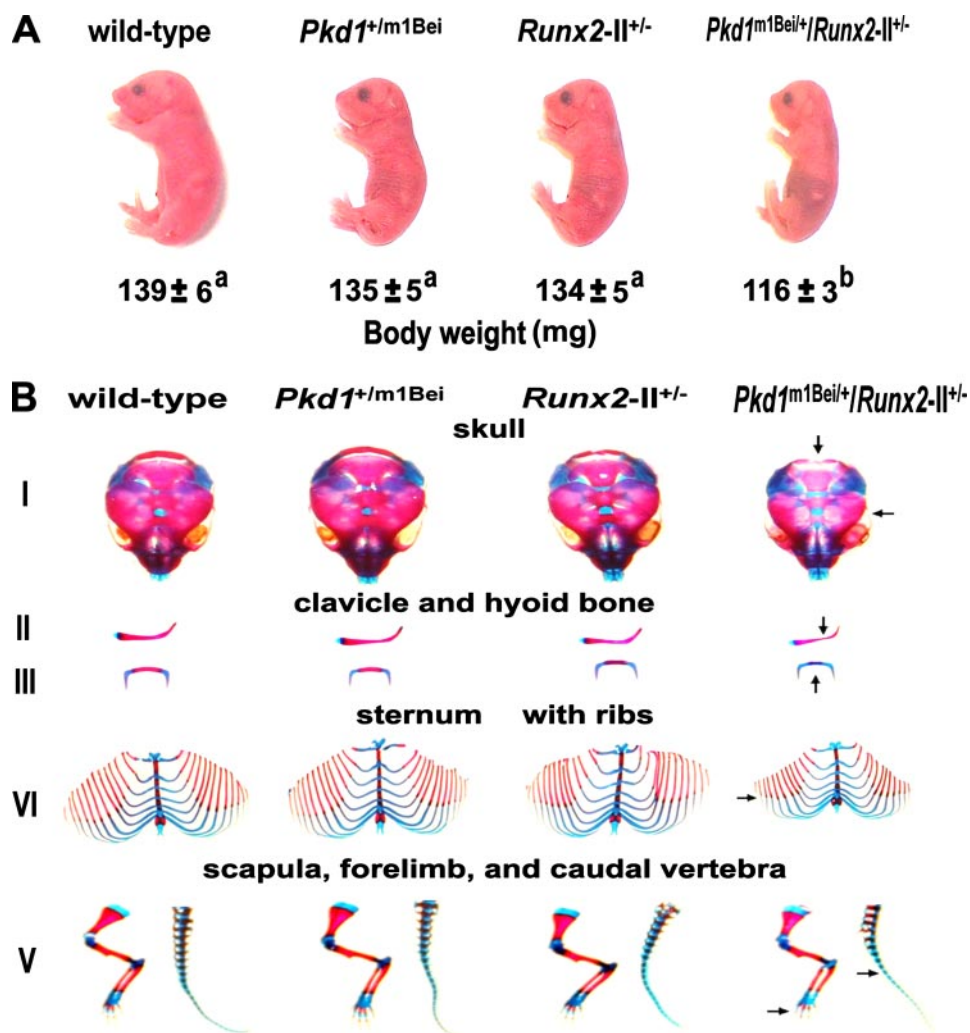 A wild-type Pkd1+/m1Bei Runx2-II+/- Pkd1m1Bei/+/Runx2-II+/-
139 ± 6a 135 ± 5a 134 ± 5a 116 ± 3b
Body weight (mg)
B wild-type Pkd1+/m1Bei Runx2-II+/- Pkd1m1Bei/+/Runx2-II+/-
skull
I
clavicle and hyoid bone
II
III
sternum with ribs
VI
scapula, forelimb, and caudal vertebra
V